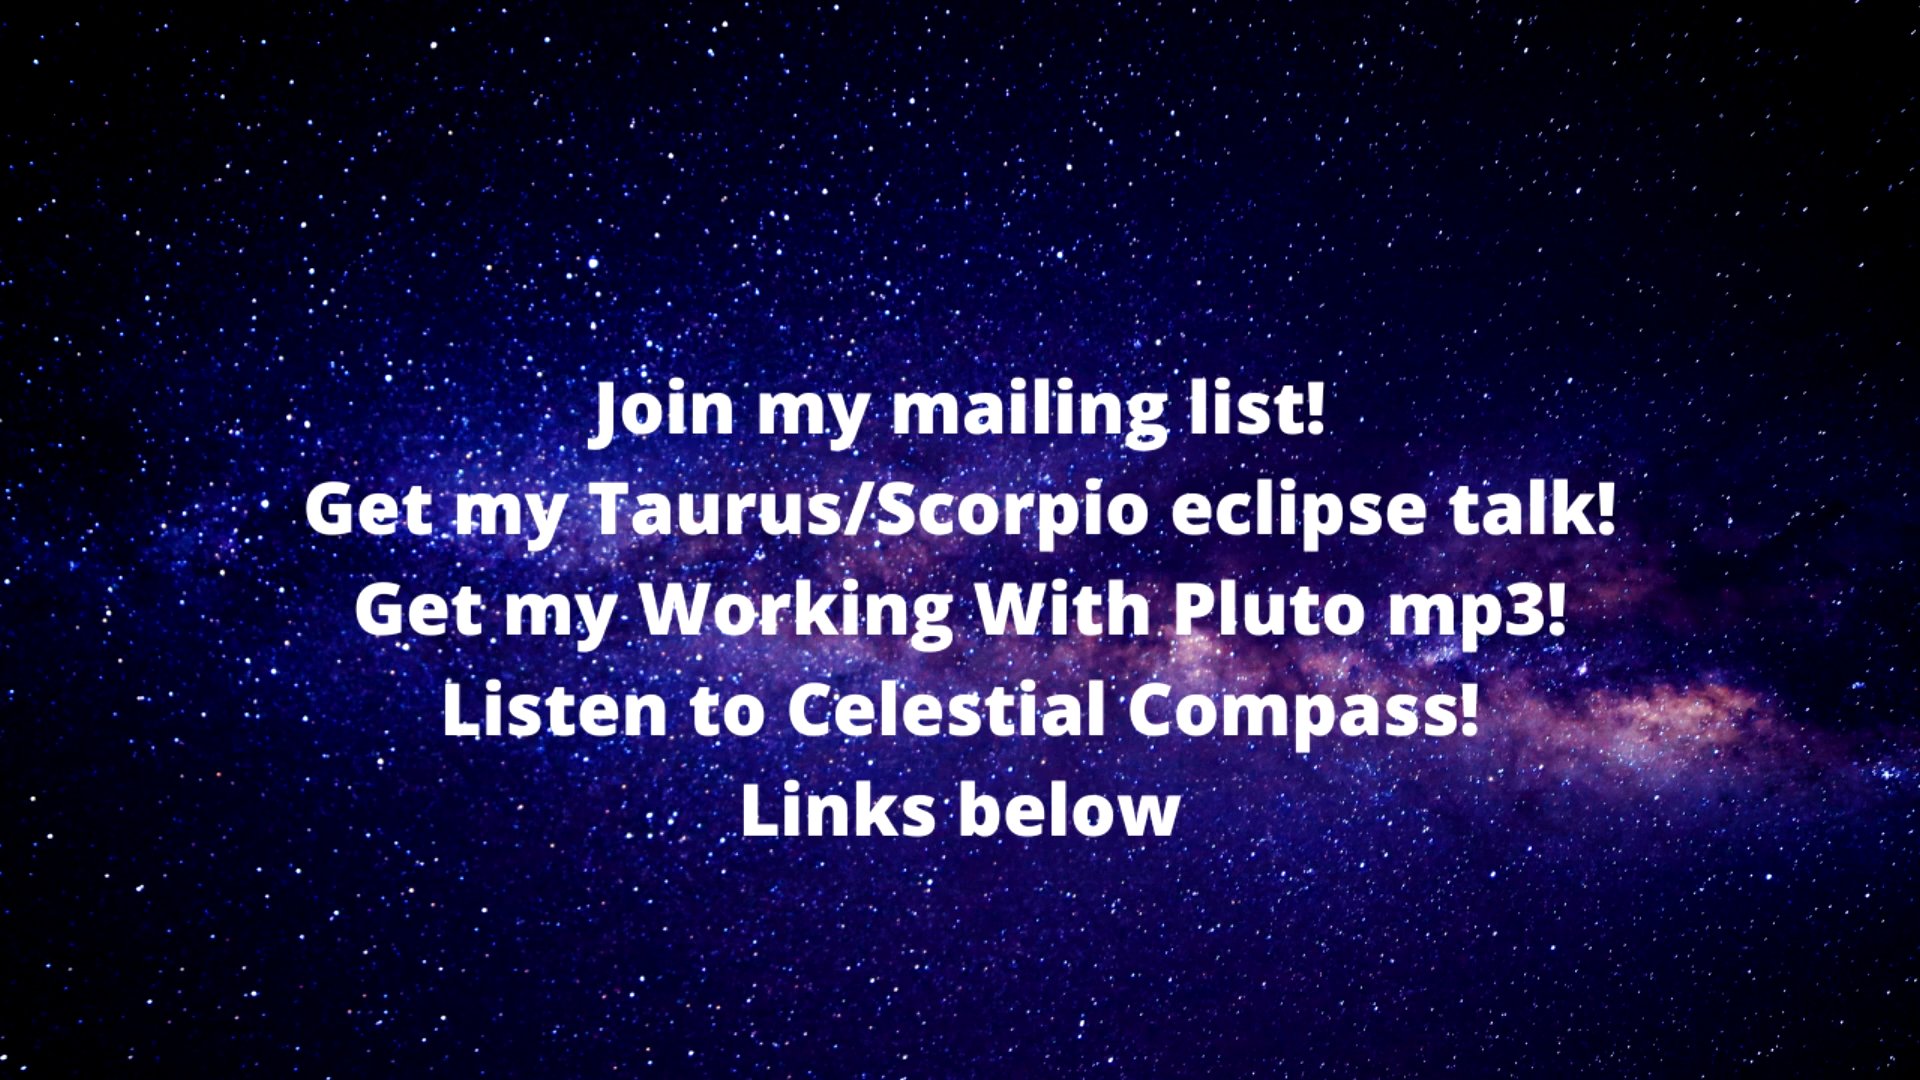 Join my mailing list!
Get my Taurus/Scorpio eclipse talk!
Get my Working With Pluto mp3!
Listen to Celestial Compass!
Links below